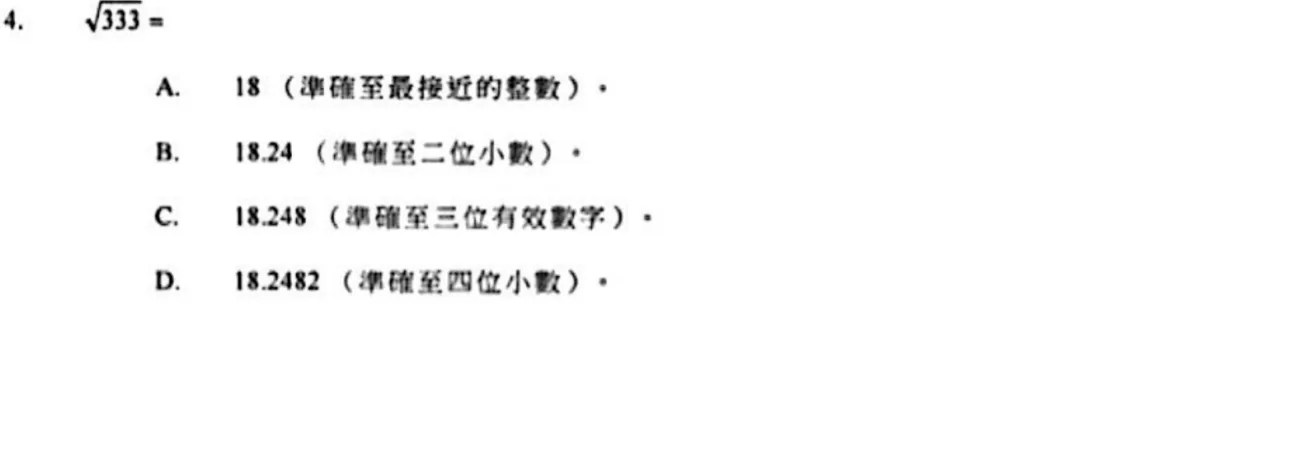 4. √333 =
A. 18 （準確至最接近的整數）。
B. 18.24 （準確至二位小數）。
C. 18.248 （準確至三位有效數字）。
D. 18.2482 （準確至四位小數）。